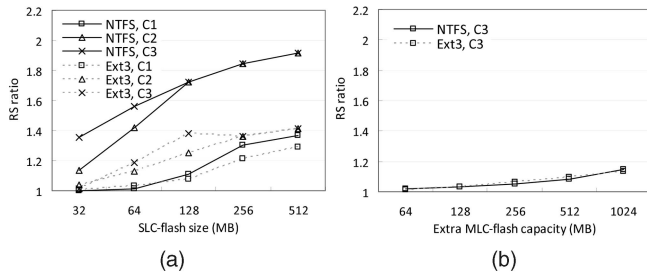 2.2
2
1.8
1.6
1.4
1.2
1
RS ratio
NTFS, C1
NTFS, C2
NTFS, C3
Ext3, C1
Ext3, C2
Ext3, C3
32 64 128 256 512
SLC-flash size (MB)
(a)
2.2
2
1.8
1.6
1.4
1.2
1
RS ratio
NTFS, C3
Ext3, C3
64 128 256 512 1024
Extra MLC-flash capacity (MB)
(b)